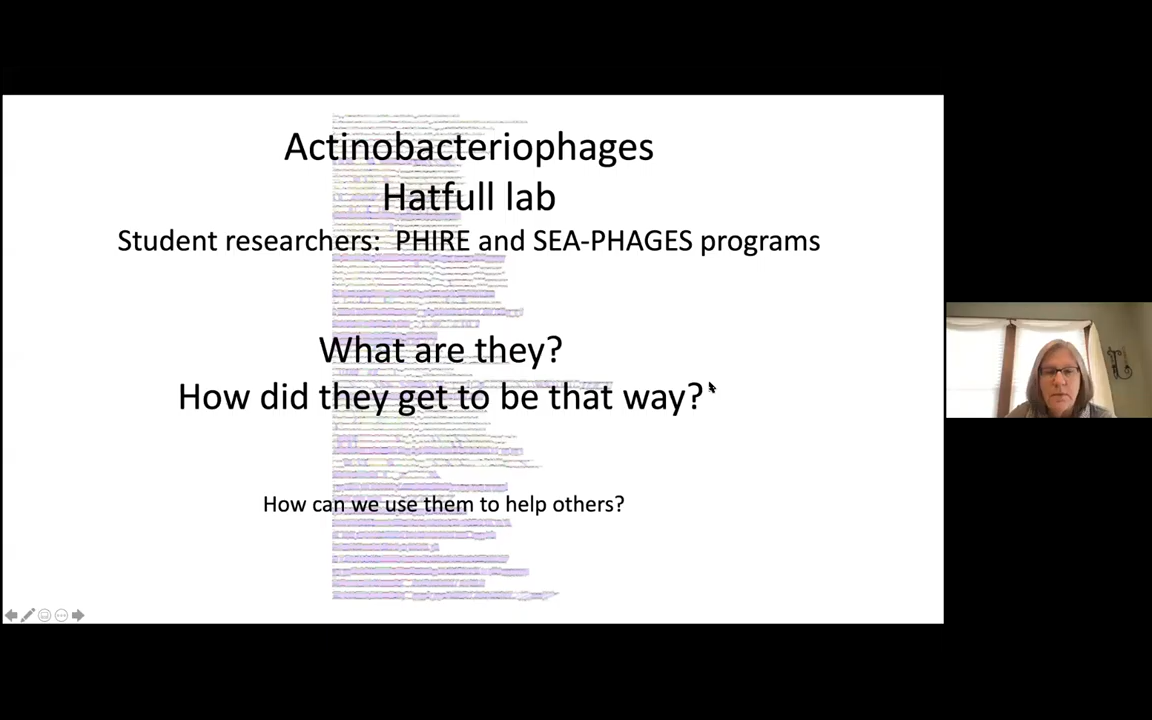 Actinobacteriophages
Hatfull lab
Student researchers: PHIRE and SEA-PHAGES programs
What are they?
How did they get to be that way?
How can we use them to help others?